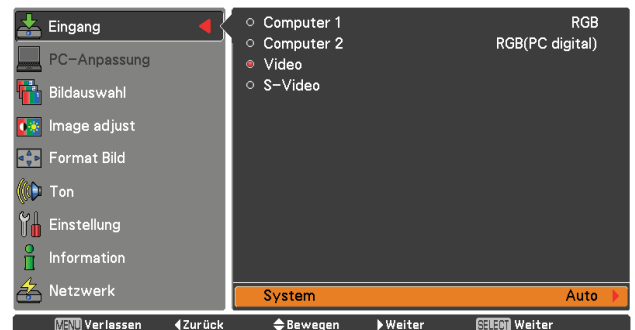 Eingang
PC-Anpassung
Bildauswahl
Image adjust
Format Bild
Ton
Einstellung
Information
Netzwerk
Computer 1 RGB
Computer 2 RGB(PC digital)
Video
S-Video
System Auto
MENU Verlassen Zurück Bewegen Weiter SELECT Weiter